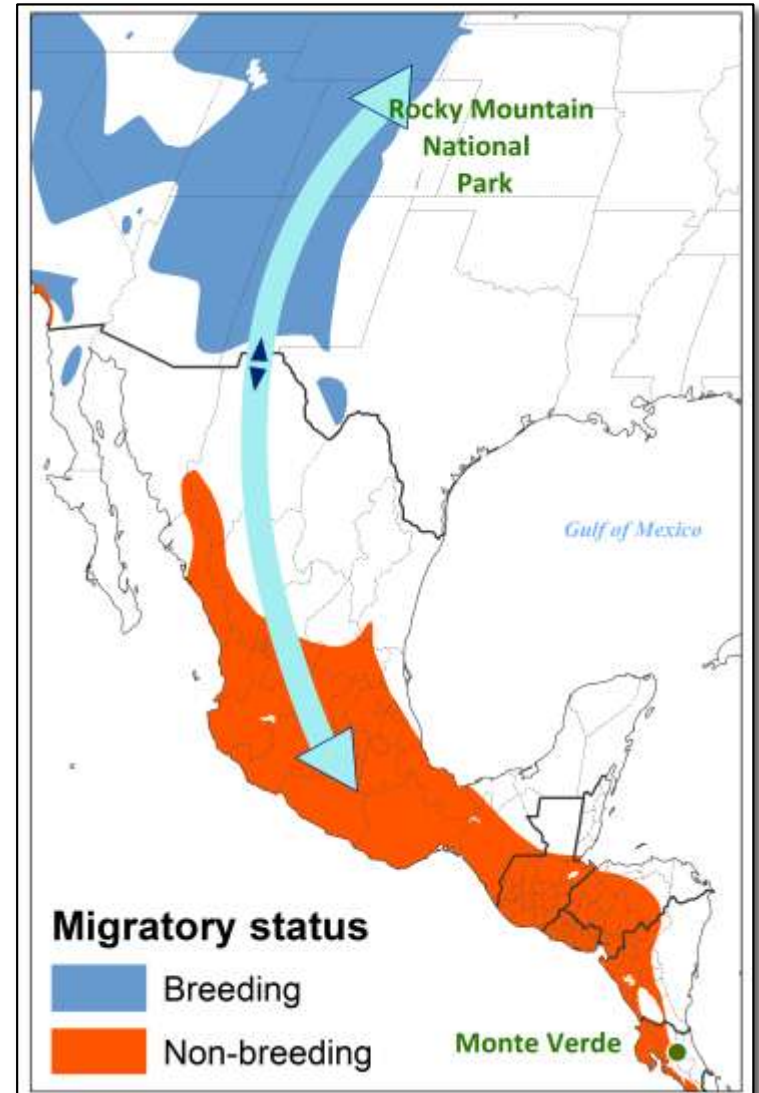 Rocky Mountain
National
Park
Gulf of Mexico
Migratory status
Breeding
Non-breeding
Monte Verde